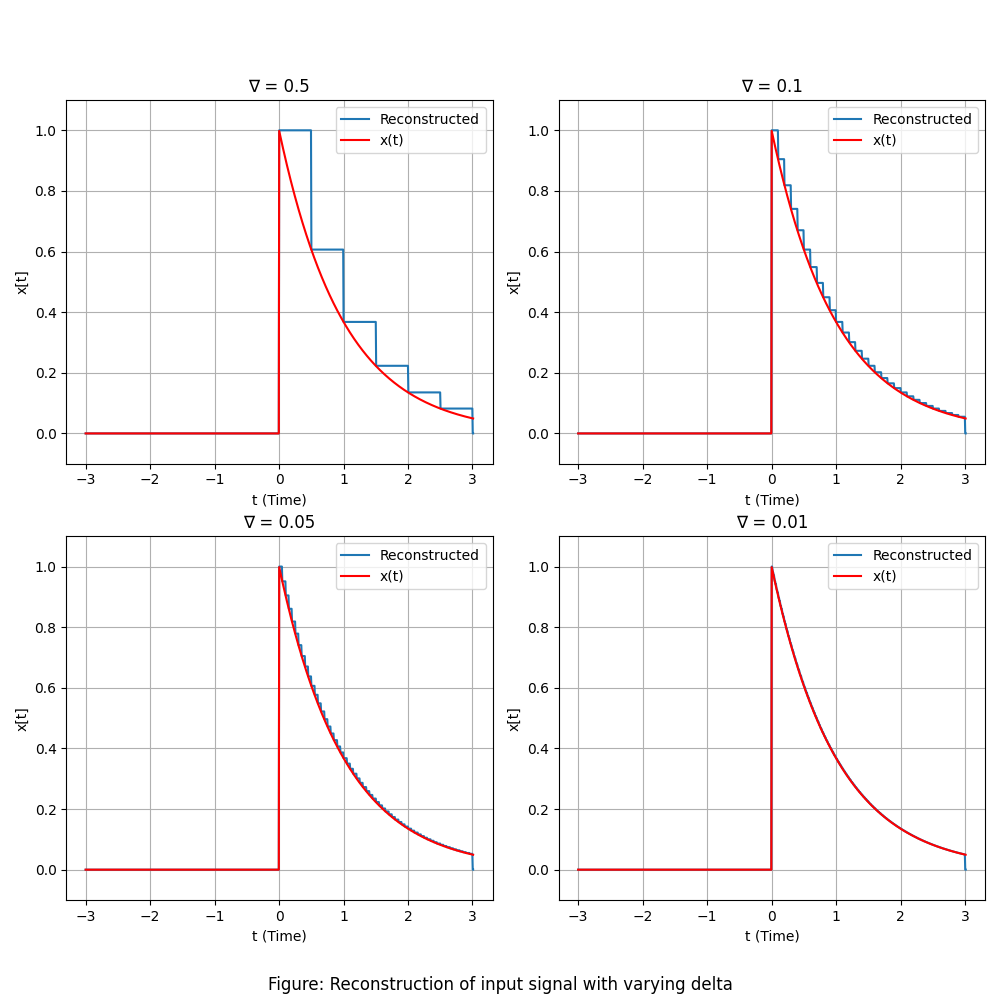 ∇ = 0.5
Reconstructed
x(t)
1.0
0.8
0.6
0.4
0.2
0.0
x[t]
−3 −2 −1 0 1 2 3
t (Time)
∇ = 0.1
Reconstructed
x(t)
1.0
0.8
0.6
0.4
0.2
0.0
x[t]
−3 −2 −1 0 1 2 3
t (Time)
∇ = 0.05
Reconstructed
x(t)
1.0
0.8
0.6
0.4
0.2
0.0
x[t]
−3 −2 −1 0 1 2 3
t (Time)
∇ = 0.01
Reconstructed
x(t)
1.0
0.8
0.6
0.4
0.2
0.0
x[t]
−3 −2 −1 0 1 2 3
t (Time)
Figure: Reconstruction of input signal with varying delta